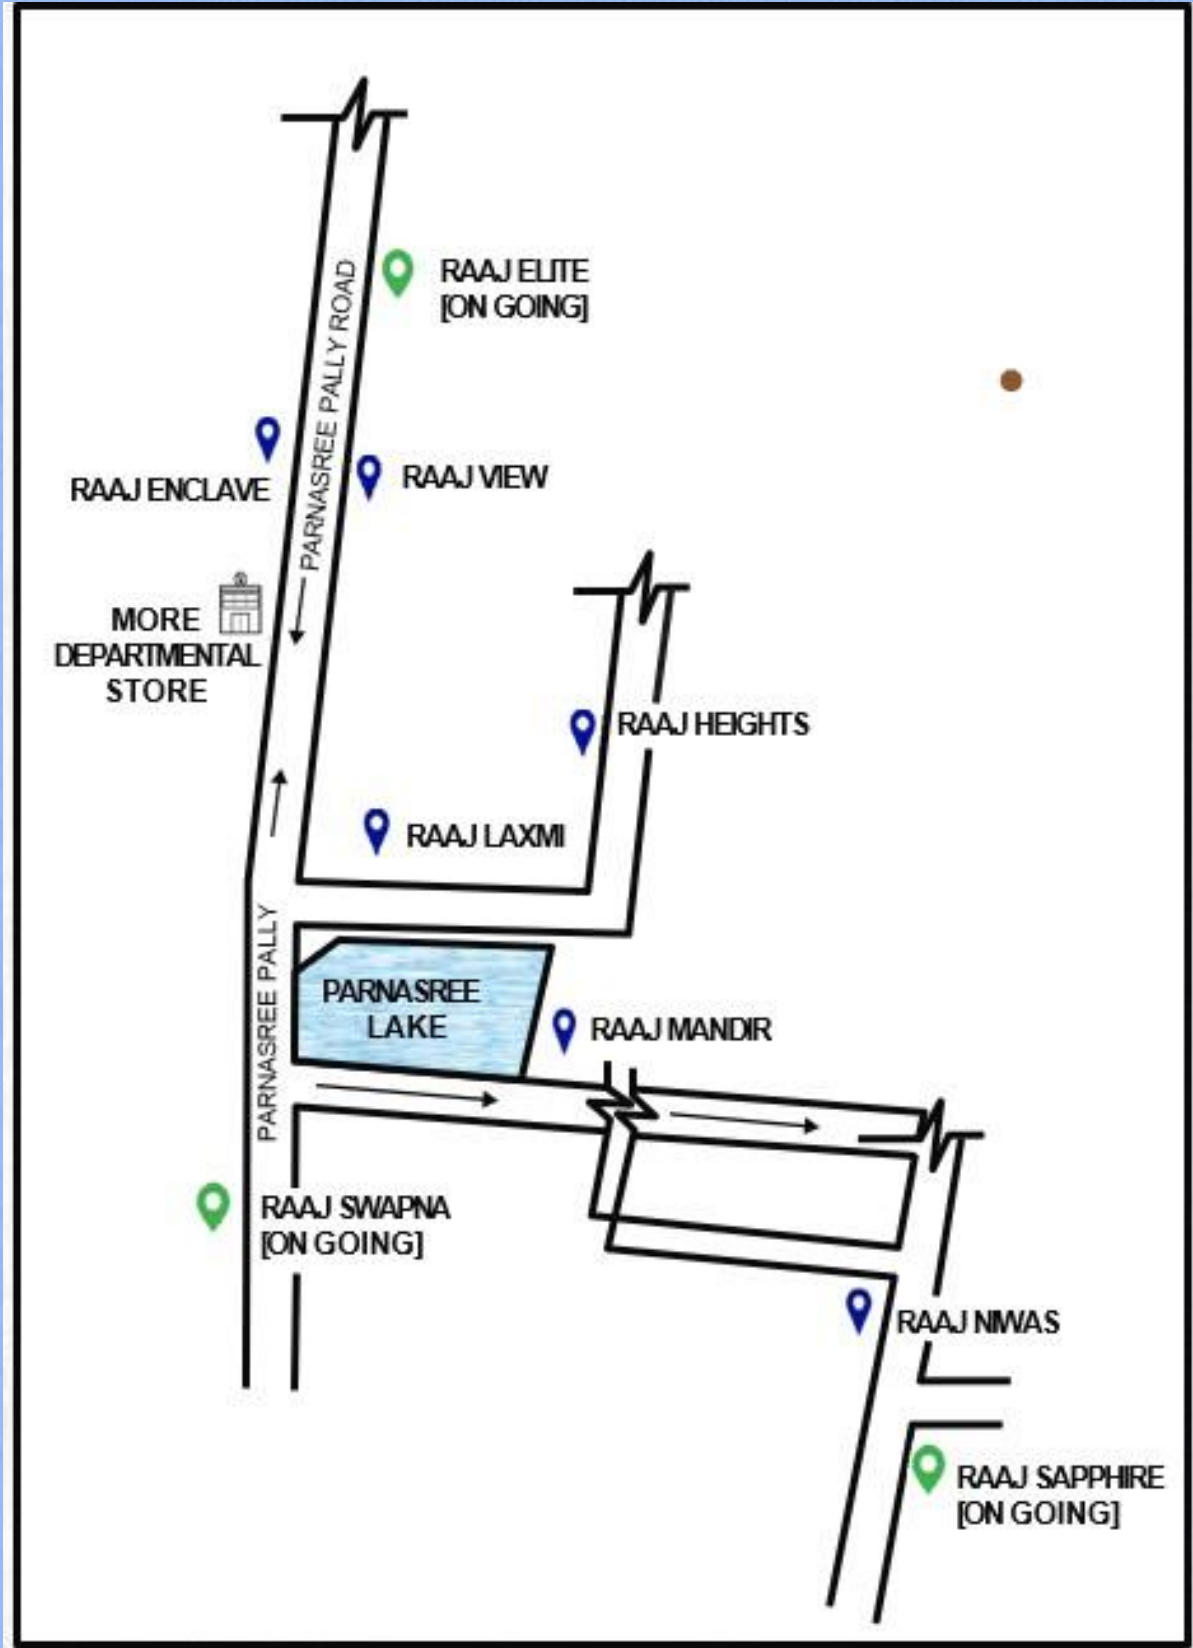 RAAJ ELITE
[ON GOING]
PARNASREE PALLY ROAD
RAAJ ENCLAVE
RAAJ VIEW
MORE
DEPARTMENTAL
STORE
RAAJ HEIGHTS
RAAJ LAXMI
PARNASREE PALLY
PARNASREE
LAKE
RAAJ MANDIR
RAAJ SWAPNA
[ON GOING]
RAAJ NIWAS
RAAJ SAPPHIRE
[ON GOING]